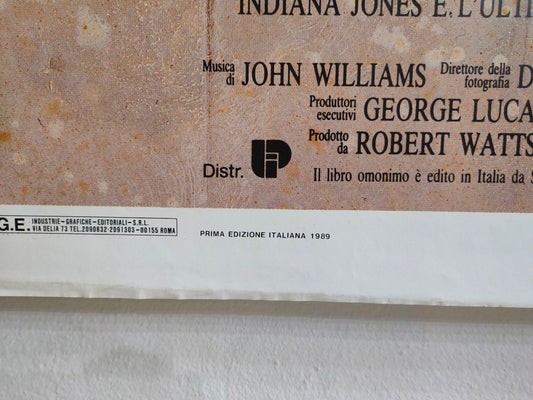 INDIANA JONES E L'ULTI
Musica di JOHN WILLIAMS Direttore della fotografia D
Produttori esecutivi GEORGE LUCA
Prodotto da ROBERT WATTS
Distr.
Il libro omonimo è edito in Italia da S
G.E. INDUSTRIE-GRAFICHE-EDITORIALI-S.R.L.
VIA DELIA 73 TEL.2090832-2091303-00155 ROMA
PRIMA EDIZIONE ITALIANA 1989